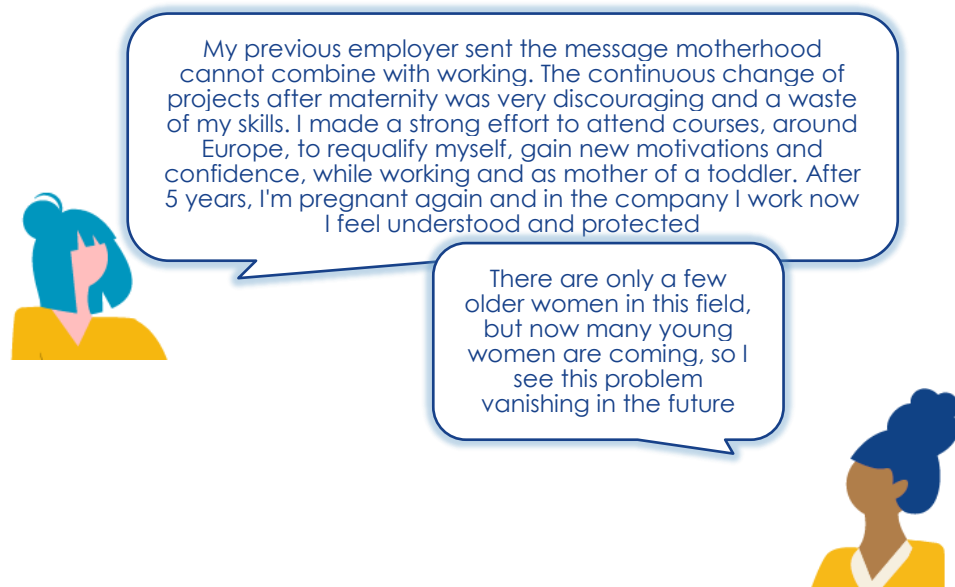 My previous employer sent the message motherhood
cannot combine with working. The continuous change of
projects after maternity was very discouraging and a waste
of my skills. I made a strong effort to attend courses, around
Europe, to requalify myself, gain new motivations and
confidence, while working and as mother of a toddler. After
5 years, I'm pregnant again and in the company I work now
I feel understood and protected
There are only a few
older women in this field,
but now many young
women are coming, so I
see this problem
vanishing in the future